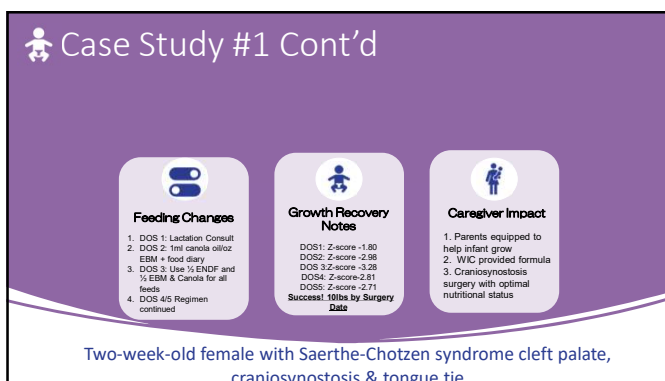 Case Study #1 Cont'd
Feeding Changes
1. DOS 1: Lactation Consult
2. DOS 2: 1ml canola oil/oz
EBM + food diary
3. DOS 3: Use ½ ENDF and
½ EBM & Canola for all
feeds
4. DOS 4/5 Regimen
continued
Growth Recovery
Notes
DOS1: Z-score -1.80
DOS2: Z-score -2.98
DOS 3:Z-score -3.28
DOS4: Z-score-2.81
DOS5: Z-score -2.71
Success! 10lbs by Surgery
Date
Caregiver Impact
1. Parents equipped to
help infant grow
2. WIC provided formula
3. Craniosynostosis
surgery with optimal
nutritional status
Two-week-old female with Saerthe-Chotzen syndrome cleft palate,
craniosynostosis & tongue tie